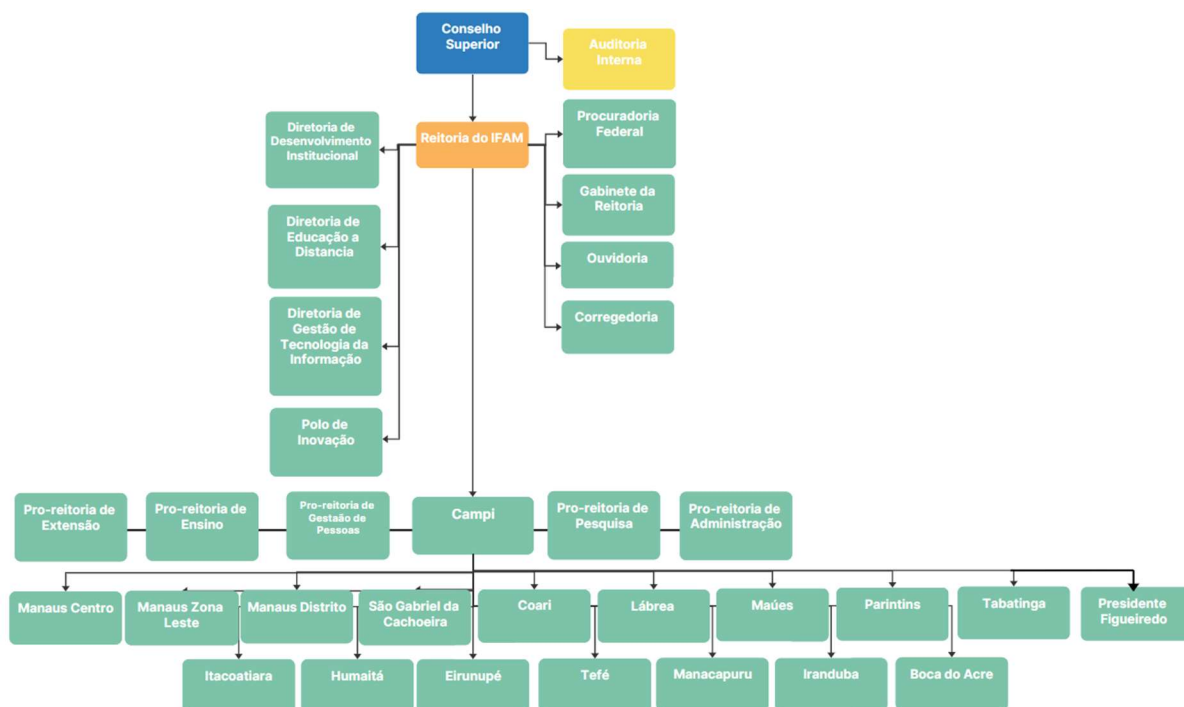 Conselho
Superior
Auditoria
Interna
Diretoria de
Desenvolvimento
Institucional
Reitoria do IFAM
Procuradoria
Federal
Gabinete da
Reitoria
Diretoria de
Educação a
Distancia
Ouvidoria
Diretoria de
Gestão de
Tecnologia da
Informação
Corregedoria
Polo de
Inovação
Pro-reitoria de
Extensão
Pro-reitoria de
Ensino
Pro-reitoria de
Gestaão de
Pessoas
Campi
Pro-reitoria de
Pesquisa
Pro-reitoria de
Administração
Manaus Centro
Manaus Zona
Leste
Manaus Distrito
São Gabriel da
Cachoeira
Coari
Lábrea
Maúes
Parintins
Tabatinga
Presidente
Figueiredo
Itacoatiara
Humaitá
Eirunupé
Tefé
Manacapuru
Iranduba
Boca do Acre